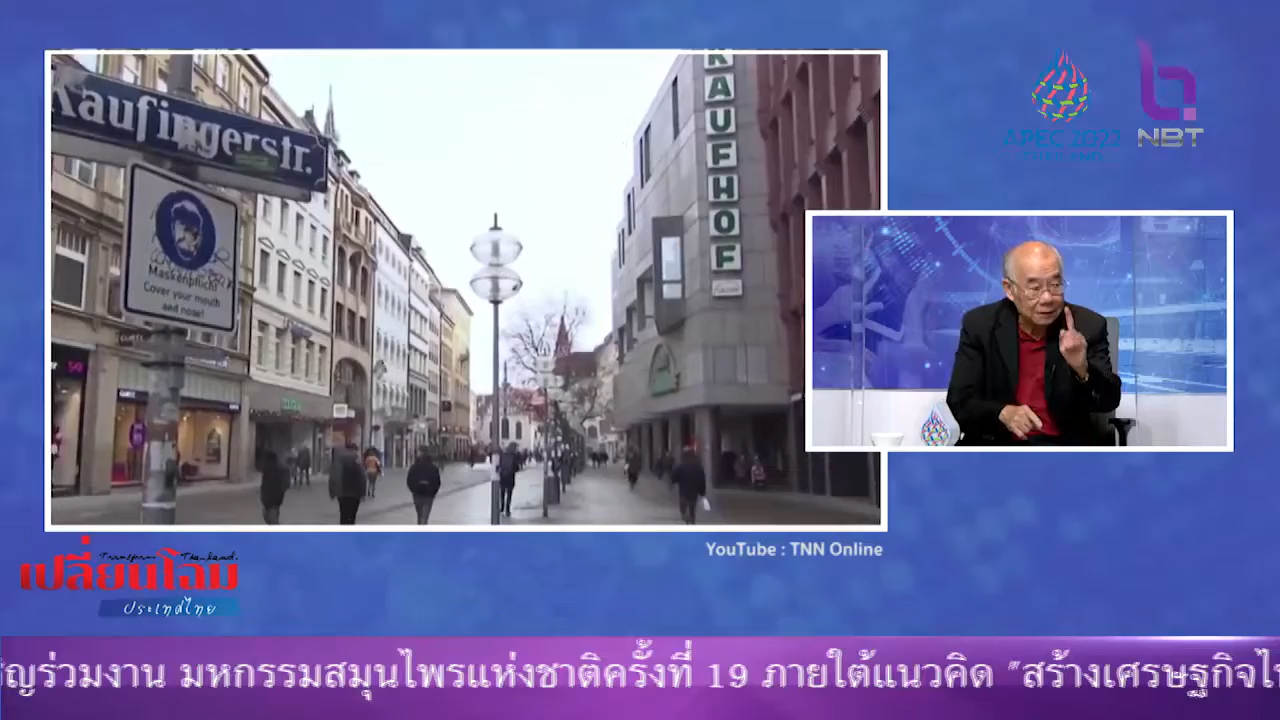 Kaufingerstr.
Maskenpflicht
Cover your mouth
and nose!
KAUFHOF
APEC 2022
THAILAND
NBT
YouTube : TNN Online
Transform Thailand.
เปลี่ยนโฉม
ประเทศไทย
ร่วมงาน มหกรรมสมุนไพรแห่งชาติครั้งที่ 19 ภายใต้แนวคิด "สร้างเศรษฐกิจไ